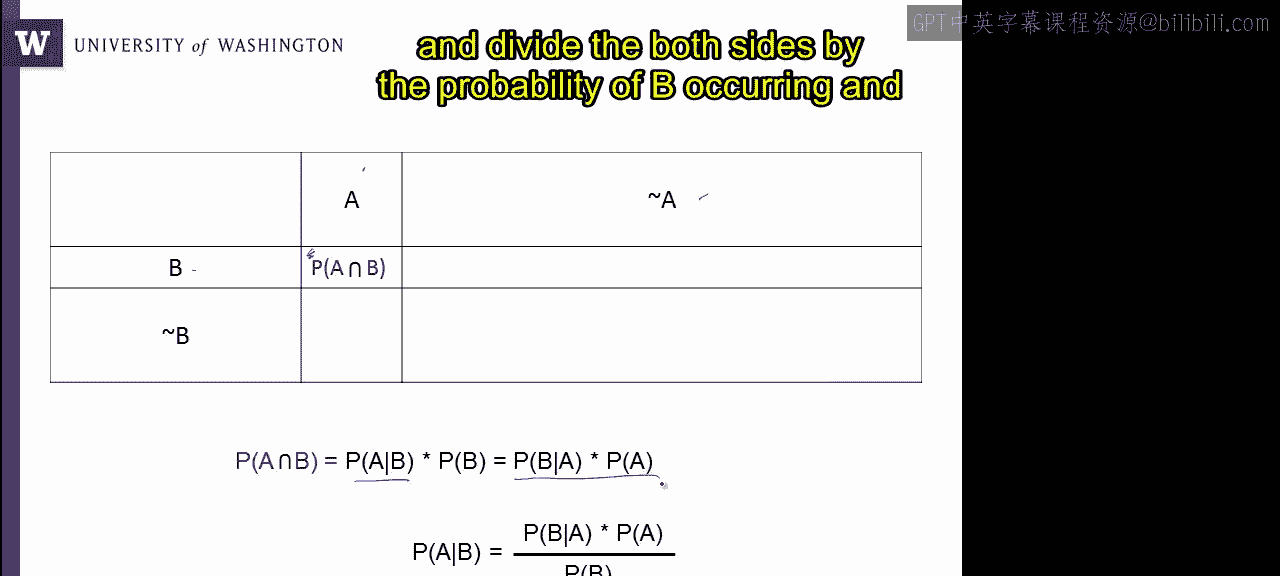 W UNIVERSITY of WASHINGTON
and divide the both sides by
the probability of B occurring and
GPT中英字幕课程资源@bilibili.com
A
~A
B
P(A∩B)
~B
P(A∩B) = P(A|B) * P(B) = P(B|A) * P(A)
P(B|A) * P(A)
P(A|B) =
P(B)